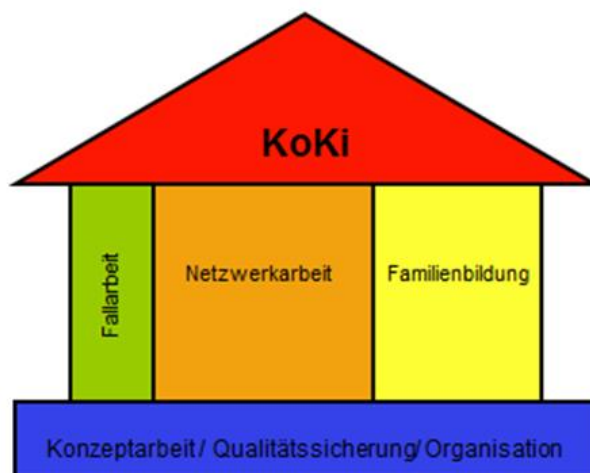 KoKi
Fallarbeit
Netzwerkarbeit
Familienbildung
Konzeptarbeit / Qualitätssicherung/ Organisation